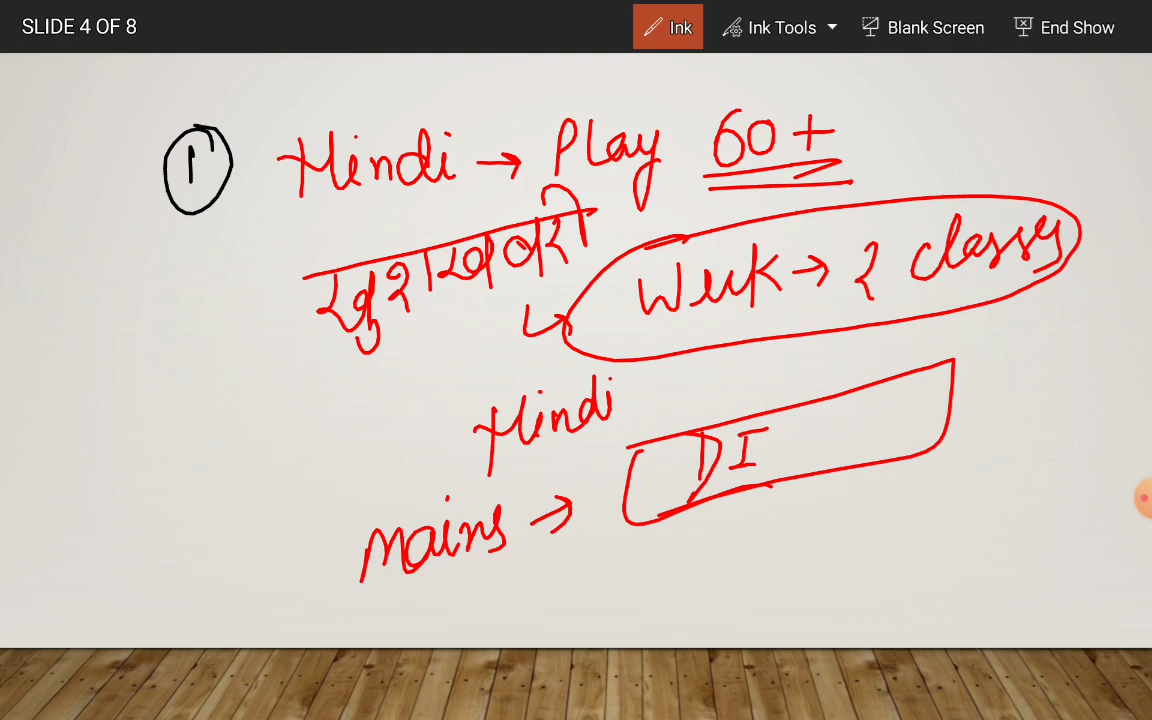 SLIDE 4 OF 8
Ink
Ink Tools
Blank Screen
End Show
1
Hindi → Play 60+
खुशखबरी
Week → 2 classes
Hindi
mains → DI